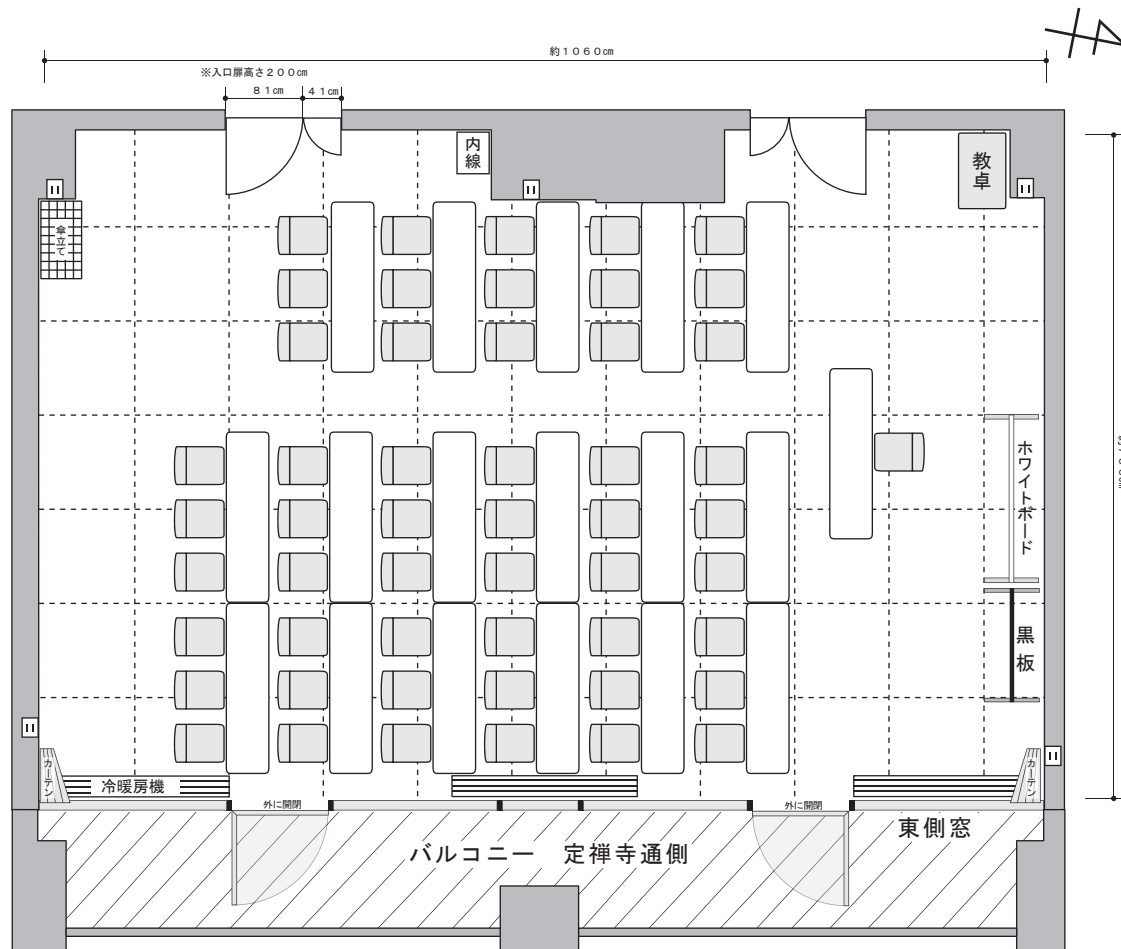 約1060㎝
※入口扉高さ200㎝
81㎝
41㎝
内線
教卓
傘立て
ホワイトボード
黒板
カーテン
冷暖房機
カーテン
外に開閉
外に開閉
東側窓
バルコニー 定禅寺通側